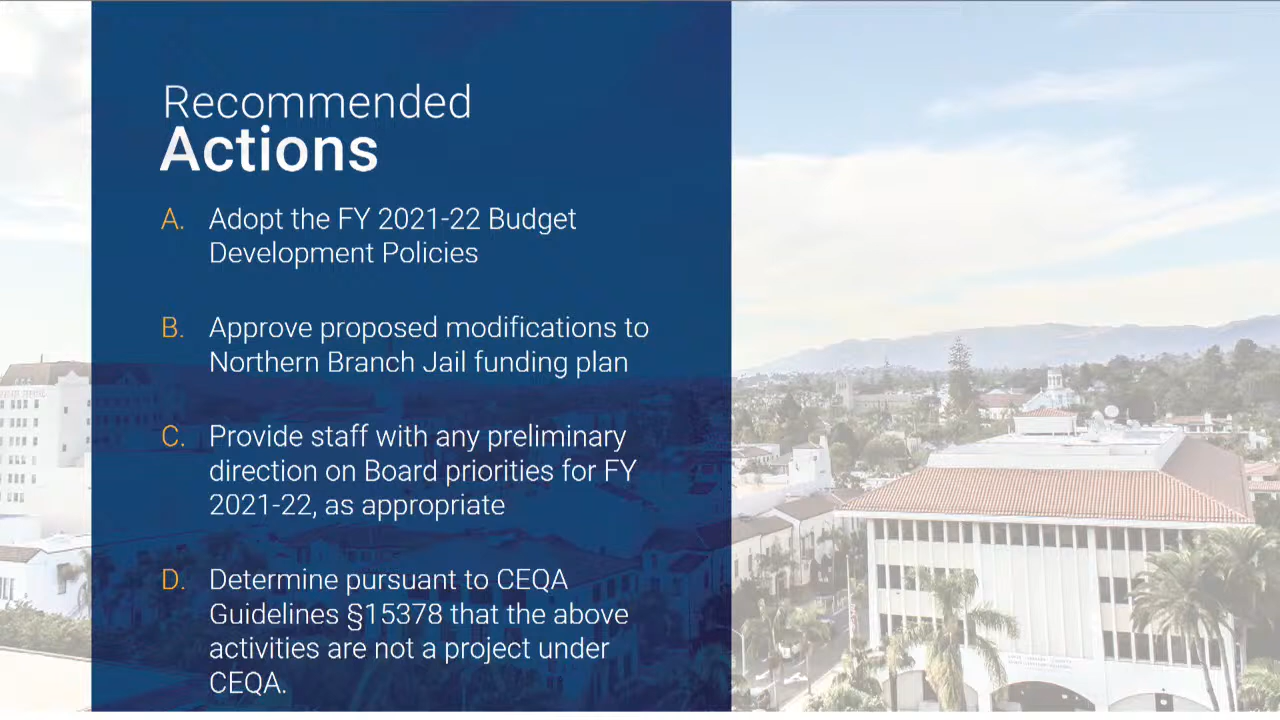 Recommended
Actions
A. Adopt the FY 2021-22 Budget
Development Policies
B. Approve proposed modifications to
Northern Branch Jail funding plan
C. Provide staff with any preliminary
direction on Board priorities for FY
2021-22, as appropriate
D. Determine pursuant to CEQA
Guidelines §15378 that the above
activities are not a project under
CEQA.